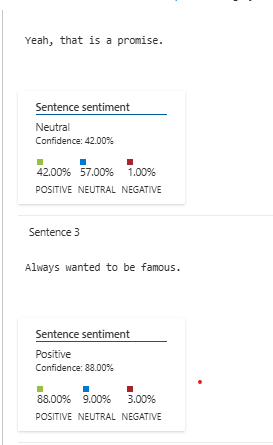 Yeah, that is a promise.
Sentence sentiment
Neutral
Confidence: 42.00%
42.00% 57.00% 1.00%
POSITIVE NEUTRAL NEGATIVE
Sentence 3
Always wanted to be famous.
Sentence sentiment
Positive
Confidence: 88.00%
88.00% 9.00% 3.00%
POSITIVE NEUTRAL NEGATIVE